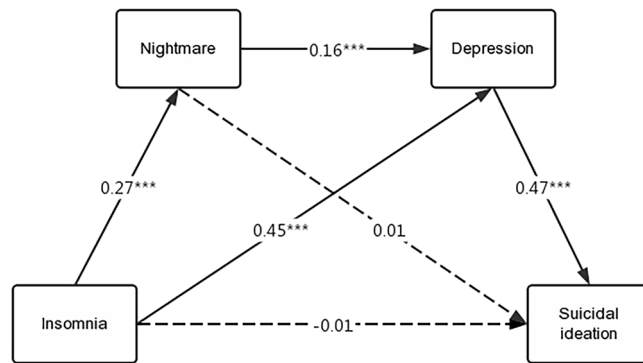 Nightmare
0.16***
Depression
0.27***
0.45***
0.01
0.47***
Insomnia
-0.01
Suicidal
ideation